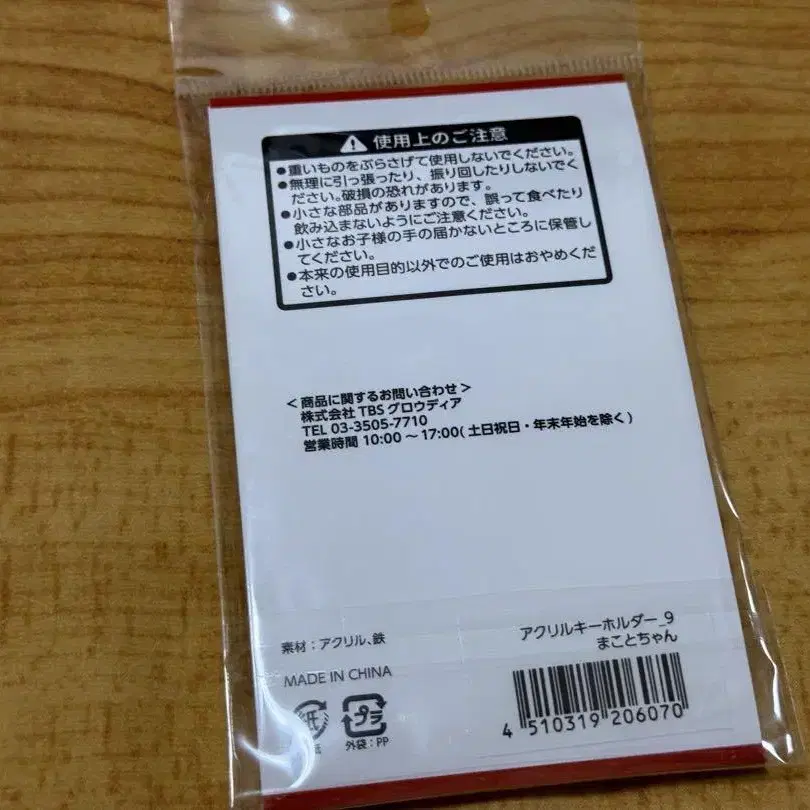 使用上のご注意
●重いものをぶらさげて使用しないでください。
●無理に引っ張ったり、振り回したりしないでく
ださい。破損の恐れがあります。
●小さな部品がありますので、誤って食べたり
飲み込まないようにご注意ください。
●小さなお子様の手の届かないところに保管し
てください。
●本来の使用目的以外でのご使用はおやめくだ
さい。
<商品に関するお問い合わせ>
株式会社 TBS グロウディア
TEL 03-3505-7710
営業時間 10:00 〜 17:00( 土日祝日・年末年始を除く )
素材:アクリル、鉄
アクリルキーホルダー_9
まことちゃん
MADE IN CHINA
紙
プラ
紙
外袋:PP
4 510319 206070